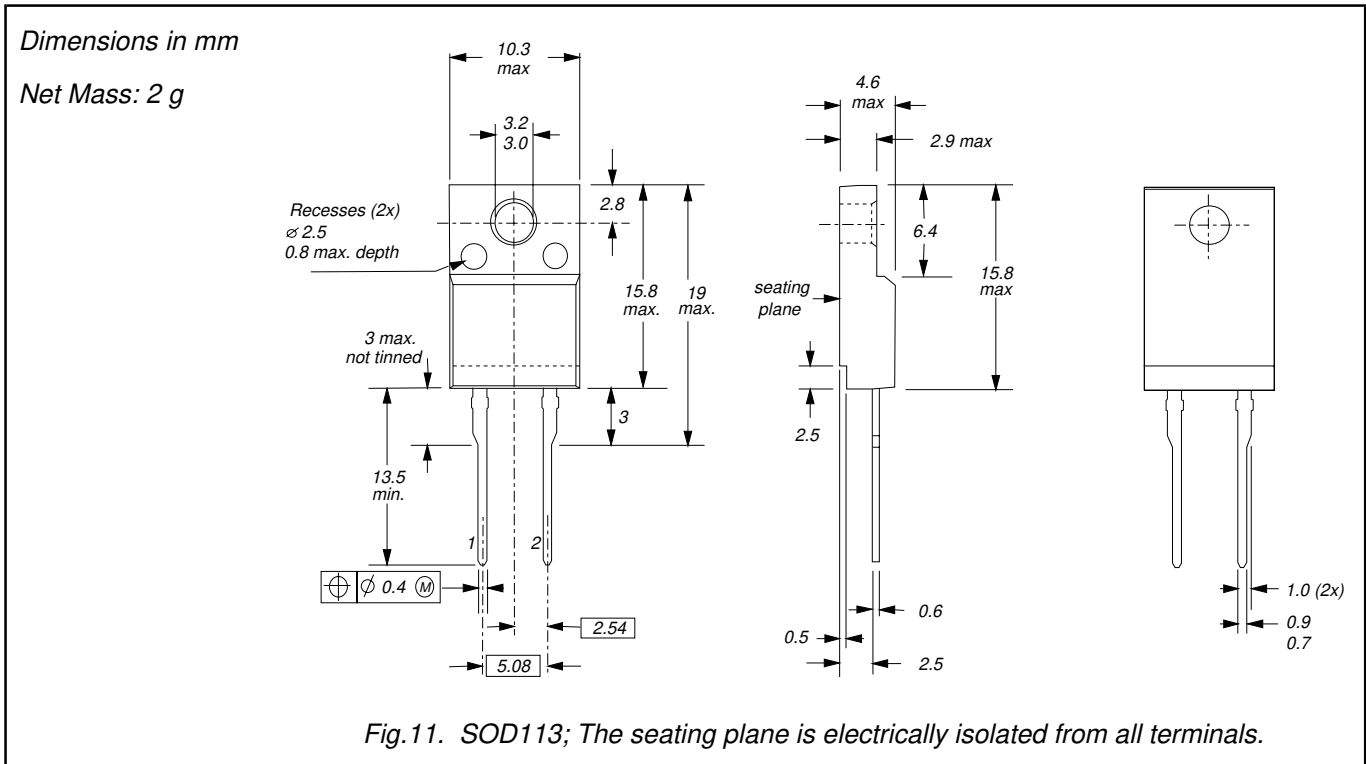 Dimensions in mm
Net Mass: 2 g
10.3
max
3.2
3.0
2.8
Recesses (2x)
⌀ 2.5
0.8 max. depth
15.8
max.
19
max.
3 max.
not tinned
3
13.5
min.
1
2
⌀ 0.4 Ⓜ
2.54
5.08
4.6
max
2.9 max
6.4
15.8
max
seating
plane
2.5
0.6
0.5
2.5
1.0 (2x)
0.9
0.7
Fig.11. SOD113; The seating plane is electrically isolated from all terminals.